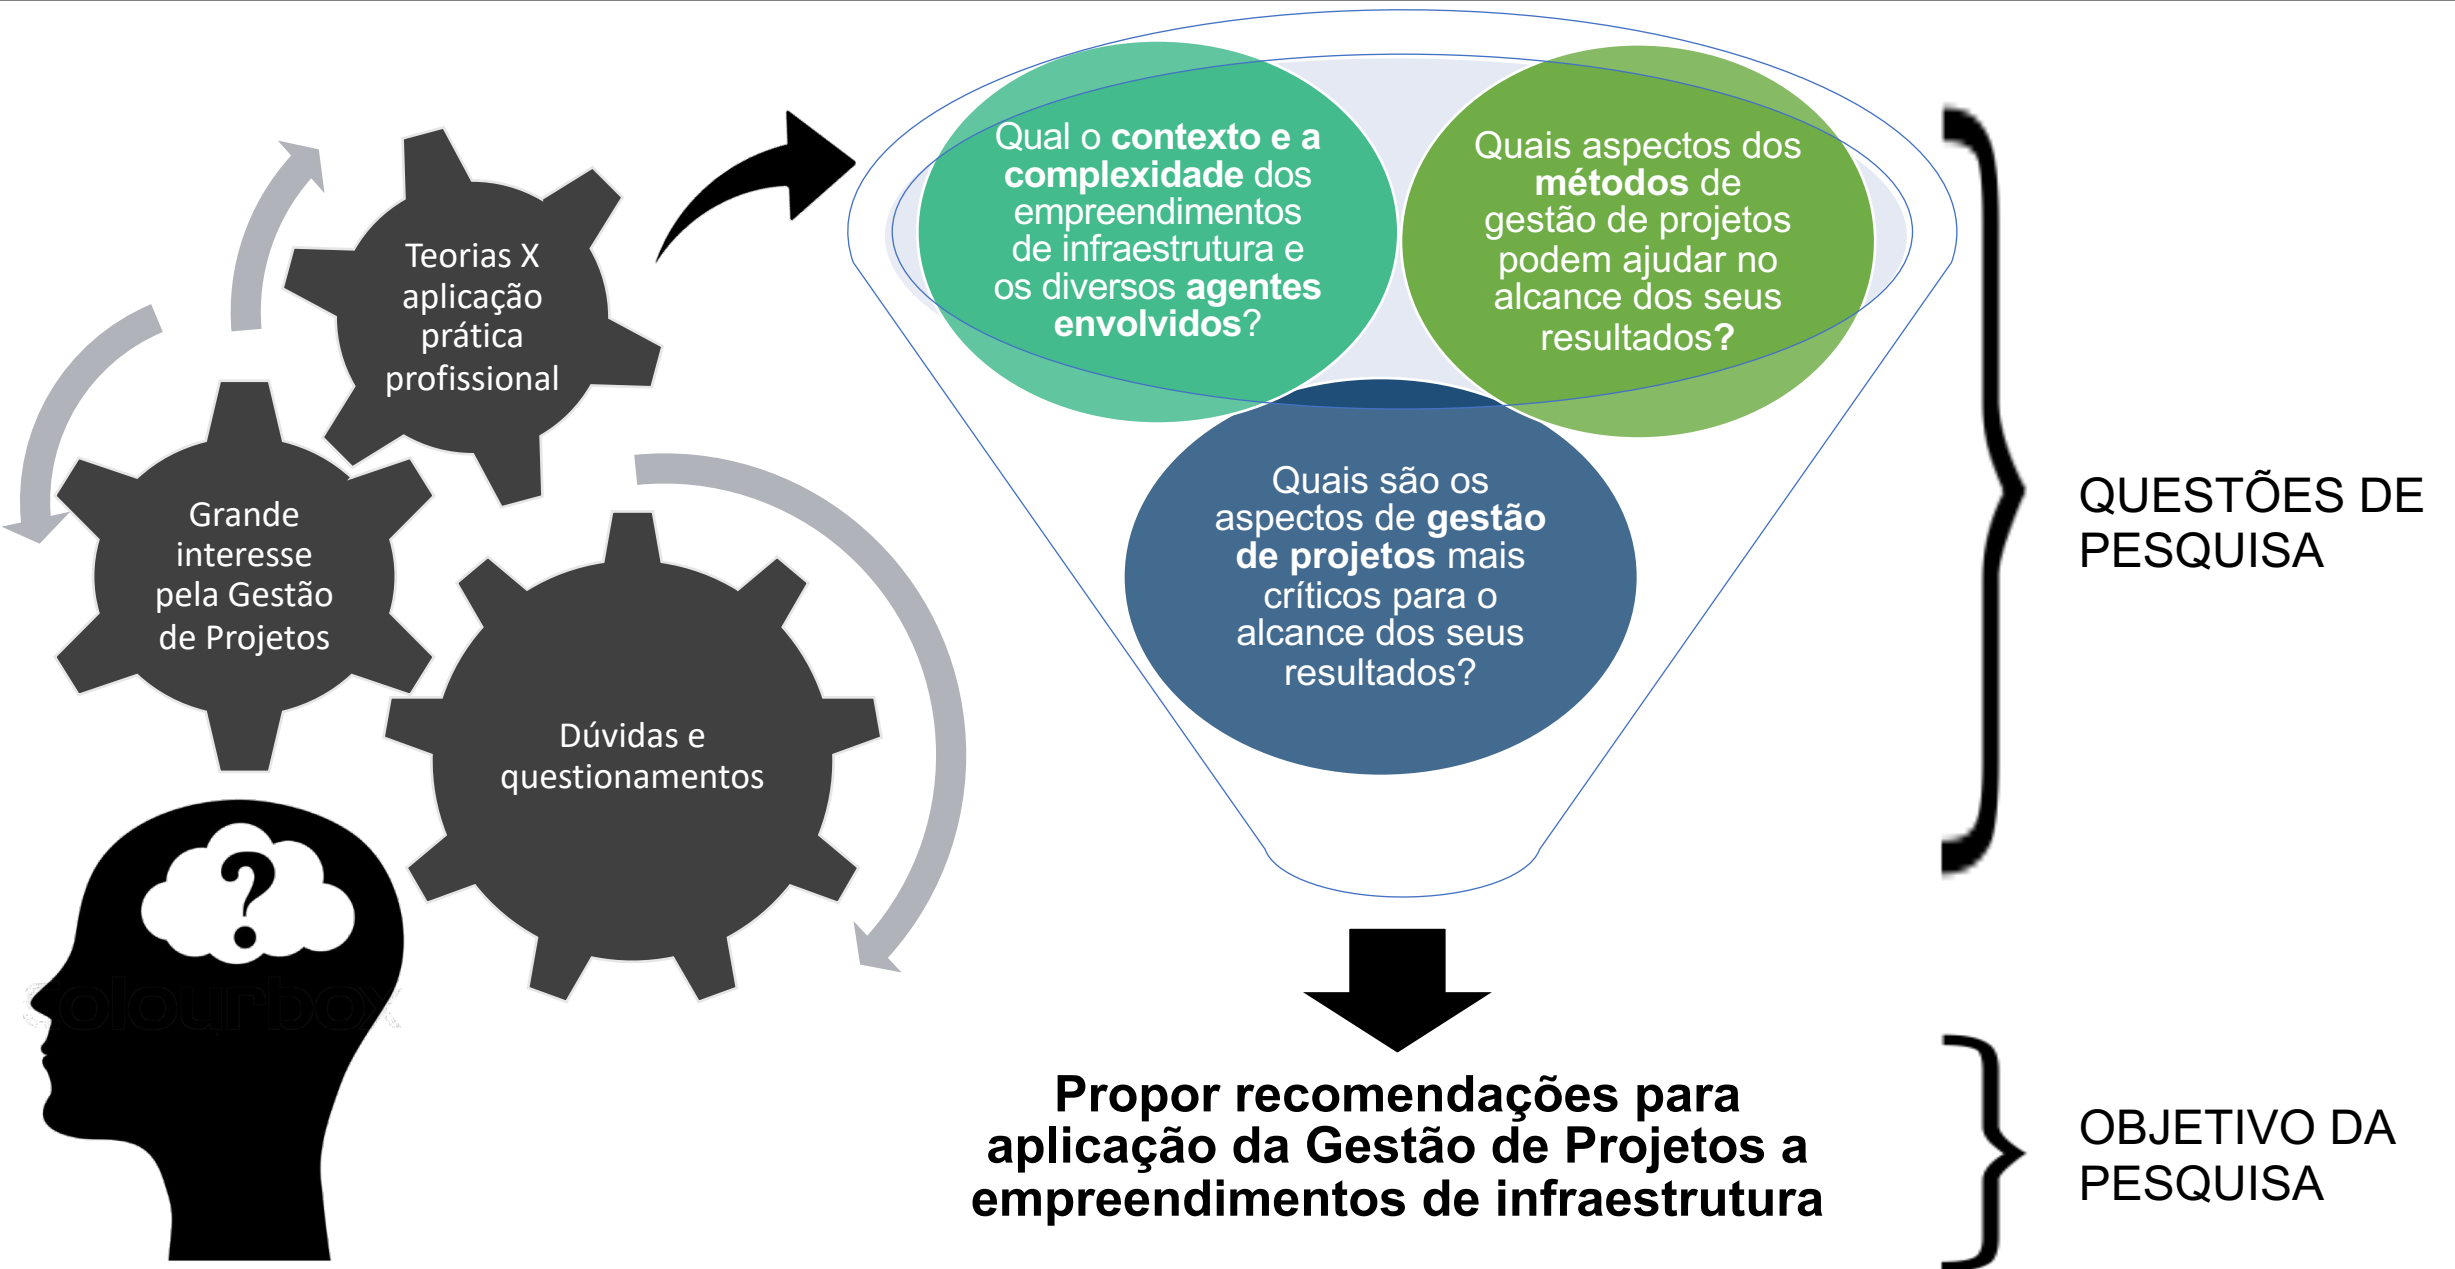 Teorias X
aplicação
prática
profissional
Grande
interesse
pela Gestão
de Projetos
Dúvidas e
questionamentos
?
colourbox
Qual o contexto e a
complexidade dos
empreendimentos
de infraestrutura e
os diversos agentes
envolvidos?
Quais aspectos dos
métodos de
gestão de projetos
podem ajudar no
alcance dos seus
resultados?
Quais são os
aspectos de gestão
de projetos mais
críticos para o
alcance dos seus
resultados?
QUESTÕES DE
PESQUISA
Propor recomendações para
aplicação da Gestão de Projetos a
empreendimentos de infraestrutura
OBJETIVO DA
PESQUISA